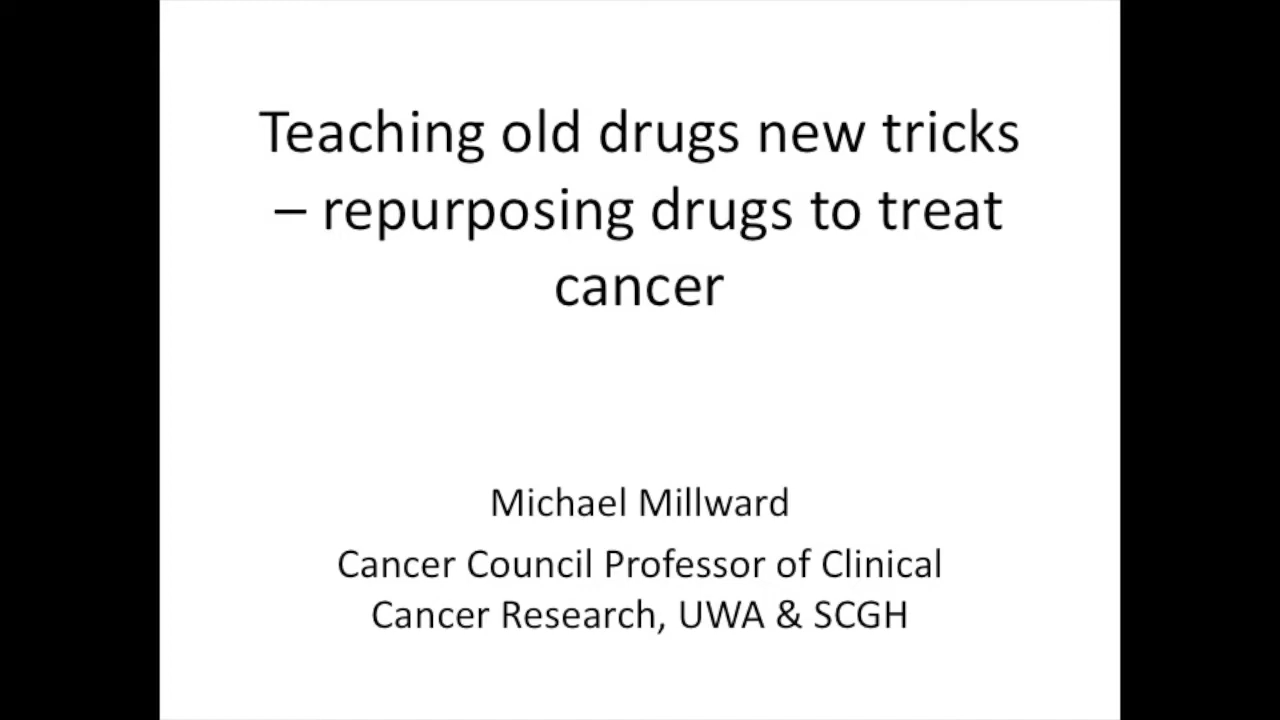 Teaching old drugs new tricks
– repurposing drugs to treat
cancer
Michael Millward
Cancer Council Professor of Clinical
Cancer Research, UWA & SCGH